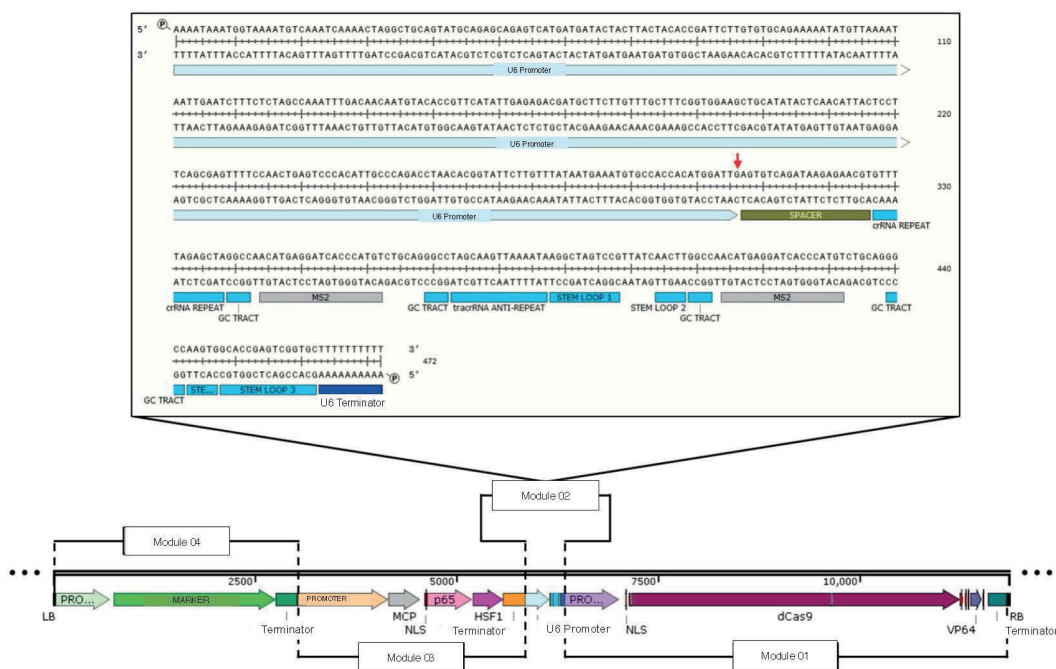 5' P AAAATAAATGGTAAAATGTCAAATCAAAACTAGGCTGCAGTATGCAGAGCAGAGTCATGATGATACTACTTACTACACCGATTCTTGTGTGCAGAAAAATATGTTAAAAT
110
3' TTTTATTTACCATTTTACAGTTTAGTTTTGATCCGACGTCATACGTCTCGTCTCAGTACTACTATGATGAATGATGTGGCTAAGAACACACGTCTTTTTATACAATTTTA
U6 Promoter
AATTGAATCTTTCTCTAGCCAAATTTGACAACAATGTACACCGTTCATATTGAGAGACGATGCTTCTTGTTTGCTTTCGGTGGAAGCTGCATATACTCAACATTACTCCT
220
TTAACTTAGAAAGAGATCGGTTTAAACTGTTGTTACATGTGGCAAGTATAACTCTCTGCTACGAAGAACAAACGAAAGCCACCTTCGACGTATATGAGTTGTAATGAGGA
U6 Promoter
TCAGCGAGTTTTCCAACTGAGTCCCACATTGCCCAGACCTAACACGGTATTCTTGTTTATAATGAAATGTGCCACCACATGGATTGAGTGTCAGATAAGAGAACGTGTTT
330
AGTCGCTCAAAAGGTTGACTCAGGGTGTAACGGGTCTGGATTGTGCCATAAGAACAAATATTACTTTACACGGTGGTGTACCTAACTCACAGTCTATTCTCTTGCACAAA
U6 Promoter SPACER
crRNA REPEAT
TAGAGCTAGGCCAACATGAGGATCACCCATGTCTGCAGGGCCTAGCAAGTTAAAATAAGGCTAGTCCGTTATCAACTTGGCCAACATGAGGATCACCCATGTCTGCAGGG
440
ATCTCGATCCGGTTGTACTCCTAGTGGGTACAGACGTCCCGGATCGTTCAATTTTATTCCGATCAGGCAATAGTTGAACCGGTTGTACTCCTAGTGGGTACAGACGTCCC
MS2 STEM LOOP 1 MS2
crRNA REPEAT GC TRACT GC TRACT tracrRNA ANTI-REPEAT STEM LOOP 2 GC TRACT GC TRACT
CCAAGTGGCACCGAGTCGGTGCTTTTTTTTTT 3'
472
GGTTCACCGTGGCTCAGCCACGAAAAAAAAAA P 5'
STE... STEM LOOP 3
GC TRACT U6 Terminator
Module 02
Module 04
••• 2500 5000 7500 10,000 •••
PRO... MARKER PROMOTER p65 PRO...
LB MCP HSF1 U6 Promoter dCas9 RB
Terminator NLS Terminator NLS VP64 Terminator
Module 03 Module 01